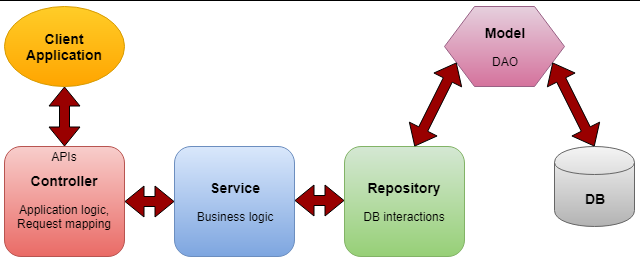 Client
Application
Model
DAO
APIs
Controller
Application logic,
Request mapping
Service
Business logic
Repository
DB interactions
DB